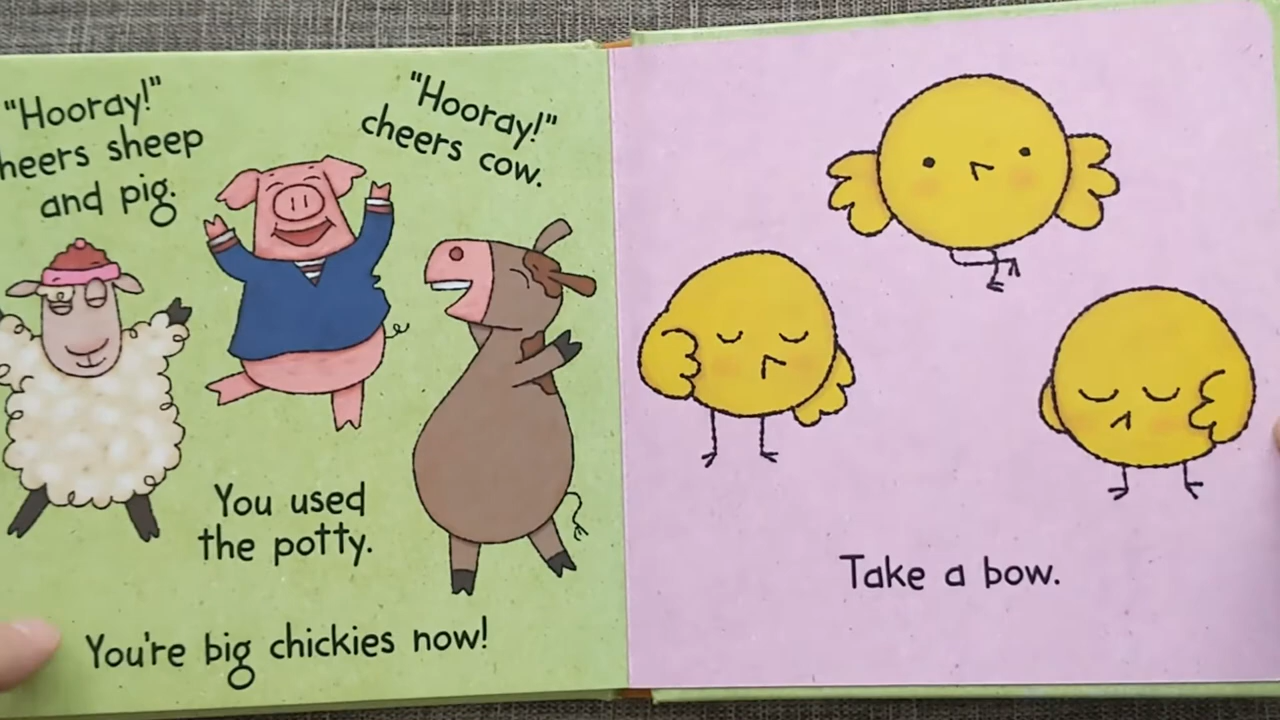 "Hooray!"
heers sheep
and pig.
"Hooray!"
cheers cow.
You used
the potty.
You're big chickies now!
Take a bow.